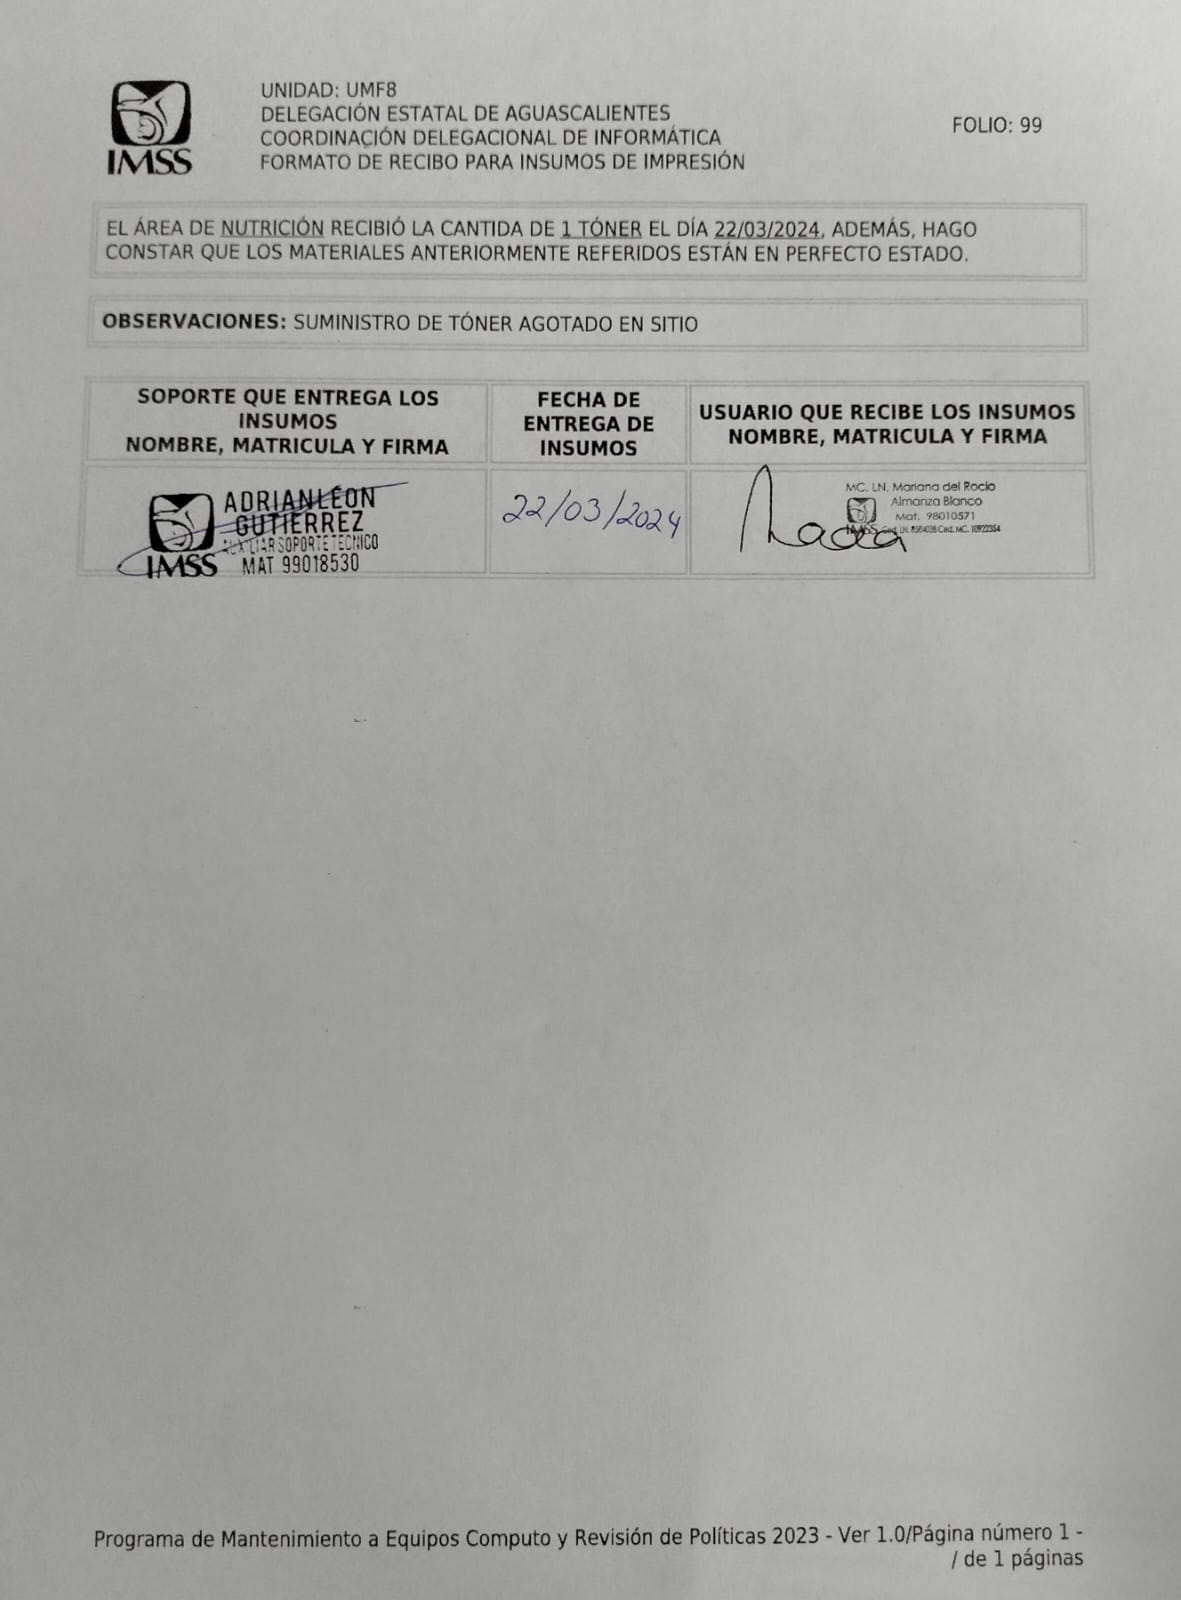 IMSS
UNIDAD: UMF8
DELEGACIÓN ESTATAL DE AGUASCALIENTES
COORDINACIÓN DELEGACIONAL DE INFORMÁTICA
FORMATO DE RECIBO PARA INSUMOS DE IMPRESIÓN
FOLIO: 99
EL ÁREA DE NUTRICIÓN RECIBIÓ LA CANTIDA DE 1 TÓNER EL DÍA 22/03/2024, ADEMÁS, HAGO
CONSTAR QUE LOS MATERIALES ANTERIORMENTE REFERIDOS ESTÁN EN PERFECTO ESTADO.
OBSERVACIONES: SUMINISTRO DE TÓNER AGOTADO EN SITIO
SOPORTE QUE ENTREGA LOS
INSUMOS
NOMBRE, MATRICULA Y FIRMA
FECHA DE
ENTREGA DE
INSUMOS
USUARIO QUE RECIBE LOS INSUMOS
NOMBRE, MATRICULA Y FIRMA
ADRIAN LEON
GUTIERREZ
AUXILIAR SOPORTE TECNICO
IMSS MAT 99018530
22/03/2024
MC. LN. Mariana del Rocio
Almanza Blanco
Mat. 98010571
IMSS Ced. LN. Ced. MC.
Programa de Mantenimiento a Equipos Computo y Revisión de Políticas 2023 - Ver 1.0/Página número 1 -
/ de 1 páginas